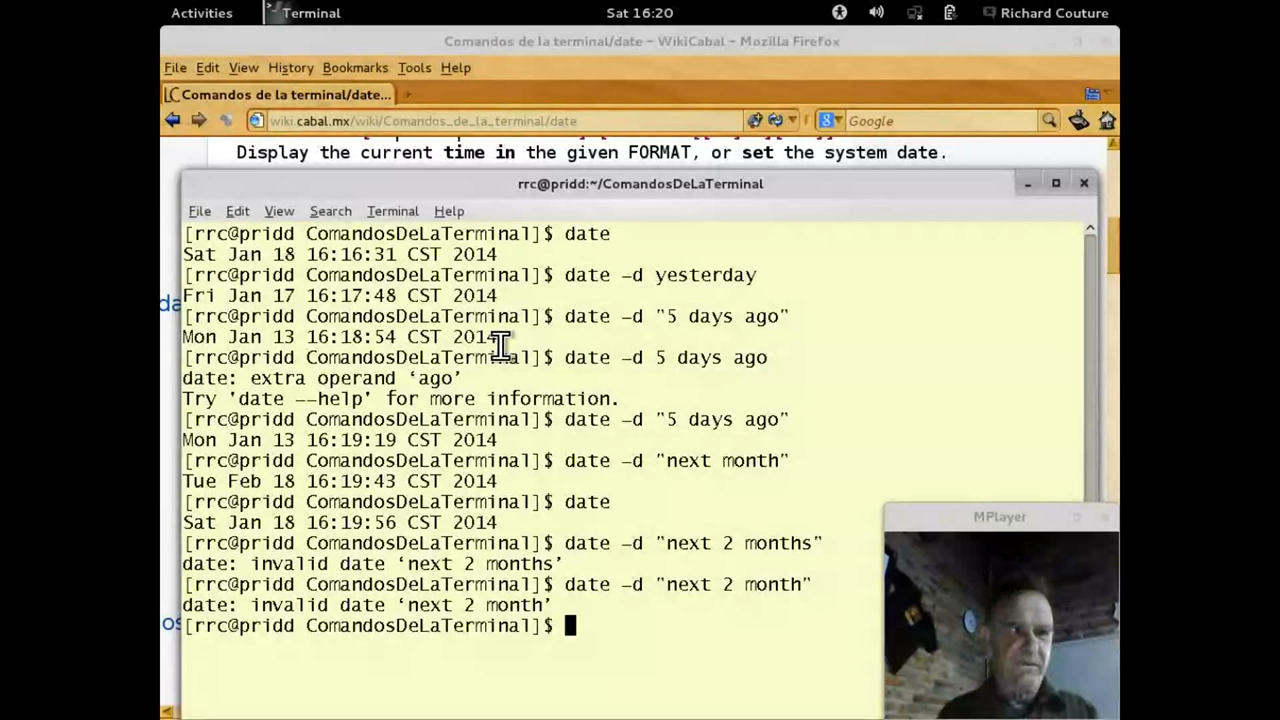 Activities Terminal Sat 16:20 Richard Couture
Comandos de la terminal/date – WikiCabal – Mozilla Firefox
File Edit View History Bookmarks Tools Help
Comandos de la terminal/date...
wiki.cabal.mx/wiki/Comandos_de_la_terminal/date Google
Display the current time in the given FORMAT, or set the system date.
rrc@pridd:~/ComandosDeLaTerminal
File Edit View Search Terminal Help
[rrc@pridd ComandosDeLaTerminal]$ date
Sat Jan 18 16:16:31 CST 2014
[rrc@pridd ComandosDeLaTerminal]$ date -d yesterday
Fri Jan 17 16:17:48 CST 2014
[rrc@pridd ComandosDeLaTerminal]$ date -d "5 days ago"
Mon Jan 13 16:18:54 CST 2014
[rrc@pridd ComandosDeLaTerminal]$ date -d 5 days ago
date: extra operand ‘ago’
Try 'date --help' for more information.
[rrc@pridd ComandosDeLaTerminal]$ date -d "5 days ago"
Mon Jan 13 16:19:19 CST 2014
[rrc@pridd ComandosDeLaTerminal]$ date -d "next month"
Tue Feb 18 16:19:43 CST 2014
[rrc@pridd ComandosDeLaTerminal]$ date
Sat Jan 18 16:19:56 CST 2014
[rrc@pridd ComandosDeLaTerminal]$ date -d "next 2 months"
date: invalid date ‘next 2 months’
[rrc@pridd ComandosDeLaTerminal]$ date -d "next 2 month"
date: invalid date ‘next 2 month’
[rrc@pridd ComandosDeLaTerminal]$
MPlayer